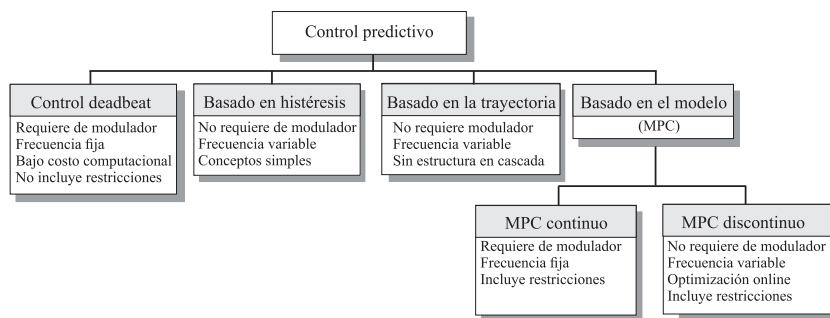 Control predictivo
Control deadbeat
Requiere de modulador
Frecuencia fija
Bajo costo computacional
No incluye restricciones
Basado en histéresis
No requiere de modulador
Frecuencia variable
Conceptos simples
Basado en la trayectoria
No requiere modulador
Frecuencia variable
Sin estructura en cascada
Basado en el modelo
(MPC)
MPC continuo
Requiere de modulador
Frecuencia fija
Incluye restricciones
MPC discontinuo
No requiere de modulador
Frecuencia variable
Optimización online
Incluye restricciones